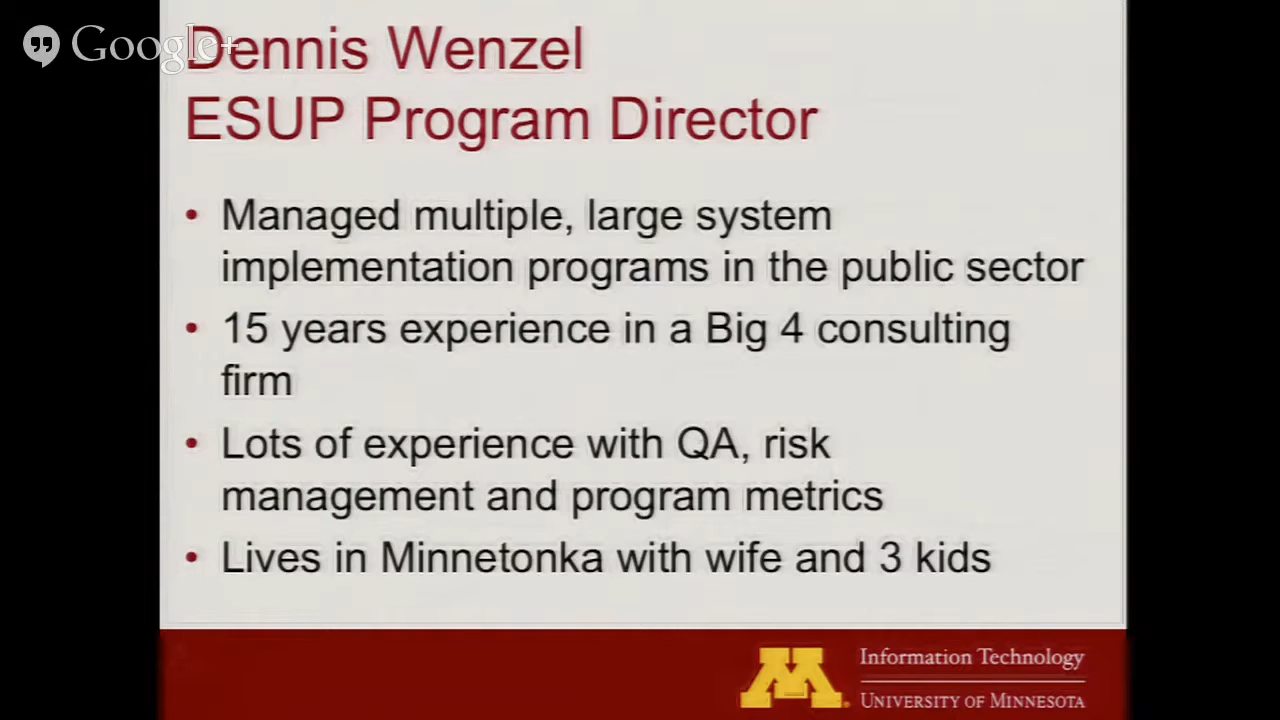 Google+
Dennis Wenzel
ESUP Program Director
• Managed multiple, large system
implementation programs in the public sector
• 15 years experience in a Big 4 consulting
firm
• Lots of experience with QA, risk
management and program metrics
• Lives in Minnetonka with wife and 3 kids
M
Information Technology
UNIVERSITY OF MINNESOTA